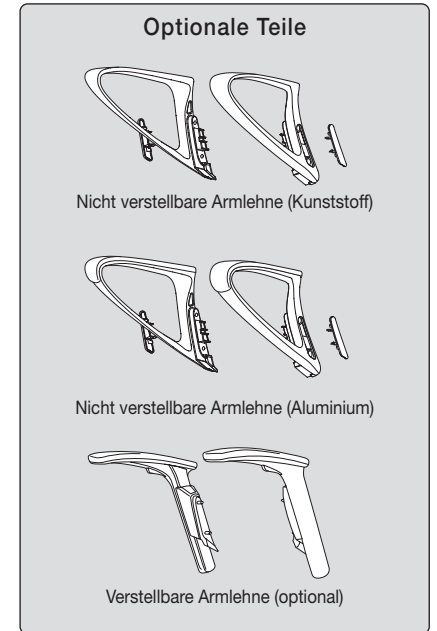 Optionale Teile
Nicht verstellbare Armlehne (Kunststoff)
Nicht verstellbare Armlehne (Aluminium)
Verstellbare Armlehne (optional)